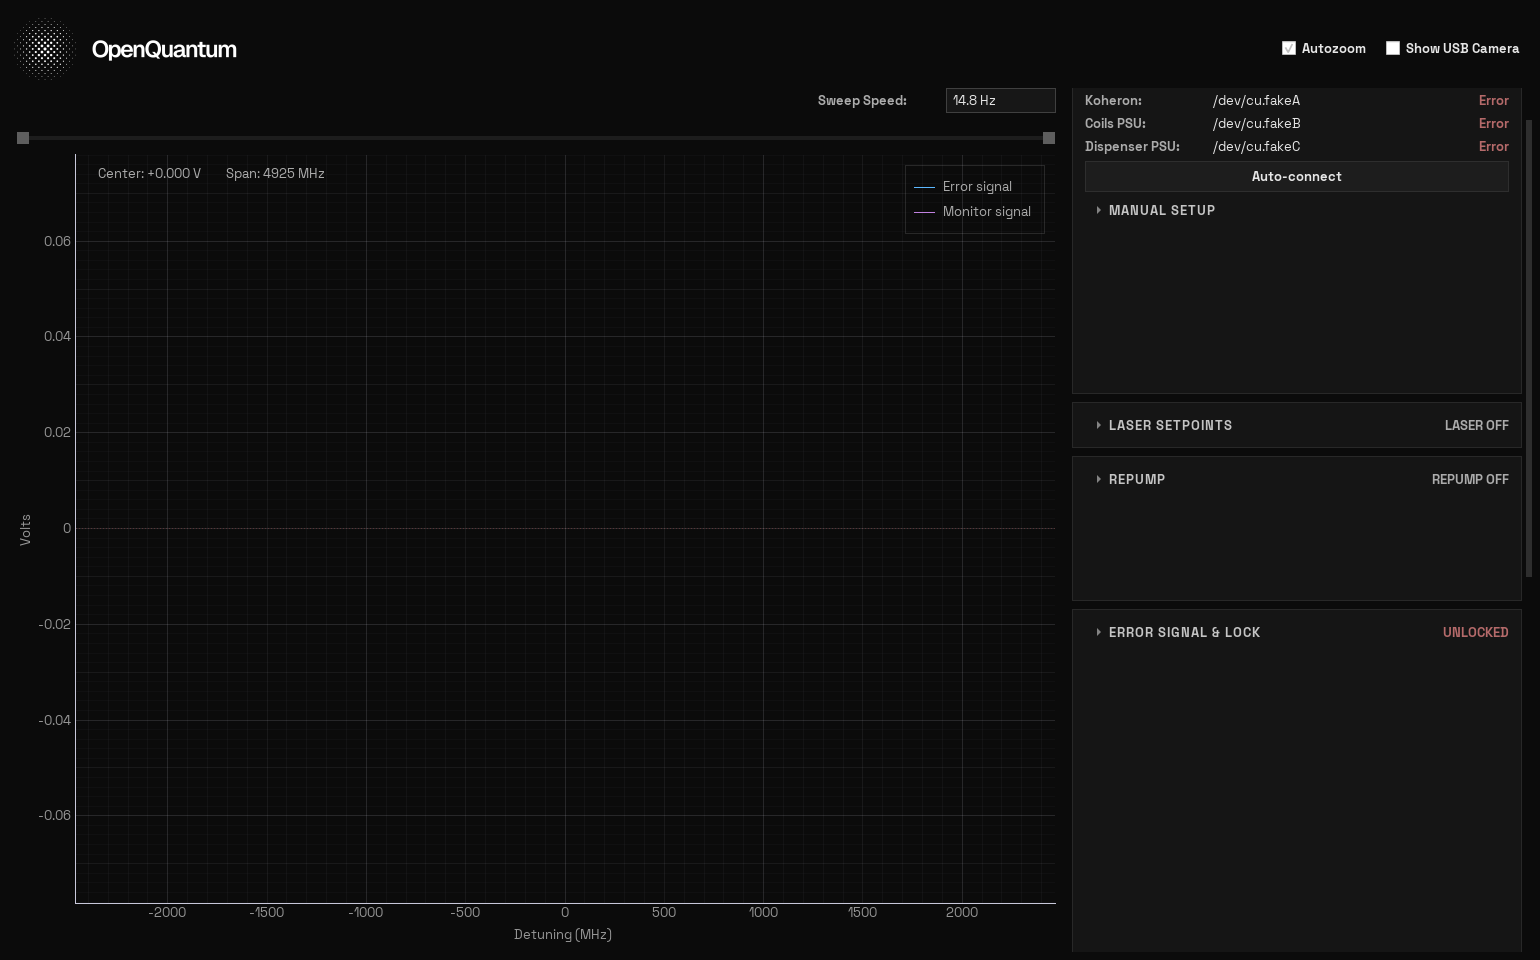 OpenQuantum
Autozoom
Show USB Camera
Sweep Speed:
14.8 Hz
Center: +0.000 V
Span: 4925 MHz
Error signal
Monitor signal
0.06
0.04
0.02
0
-0.02
-0.04
-0.06
Volts
-2000
-1500
-1000
-500
0
500
1000
1500
2000
Detuning (MHz)
Koheron: /dev/cu.fakeA Error
Coils PSU: /dev/cu.fakeB Error
Dispenser PSU: /dev/cu.fakeC Error
Auto-connect
MANUAL SETUP
LASER SETPOINTS LASER OFF
REPUMP REPUMP OFF
ERROR SIGNAL & LOCK UNLOCKED